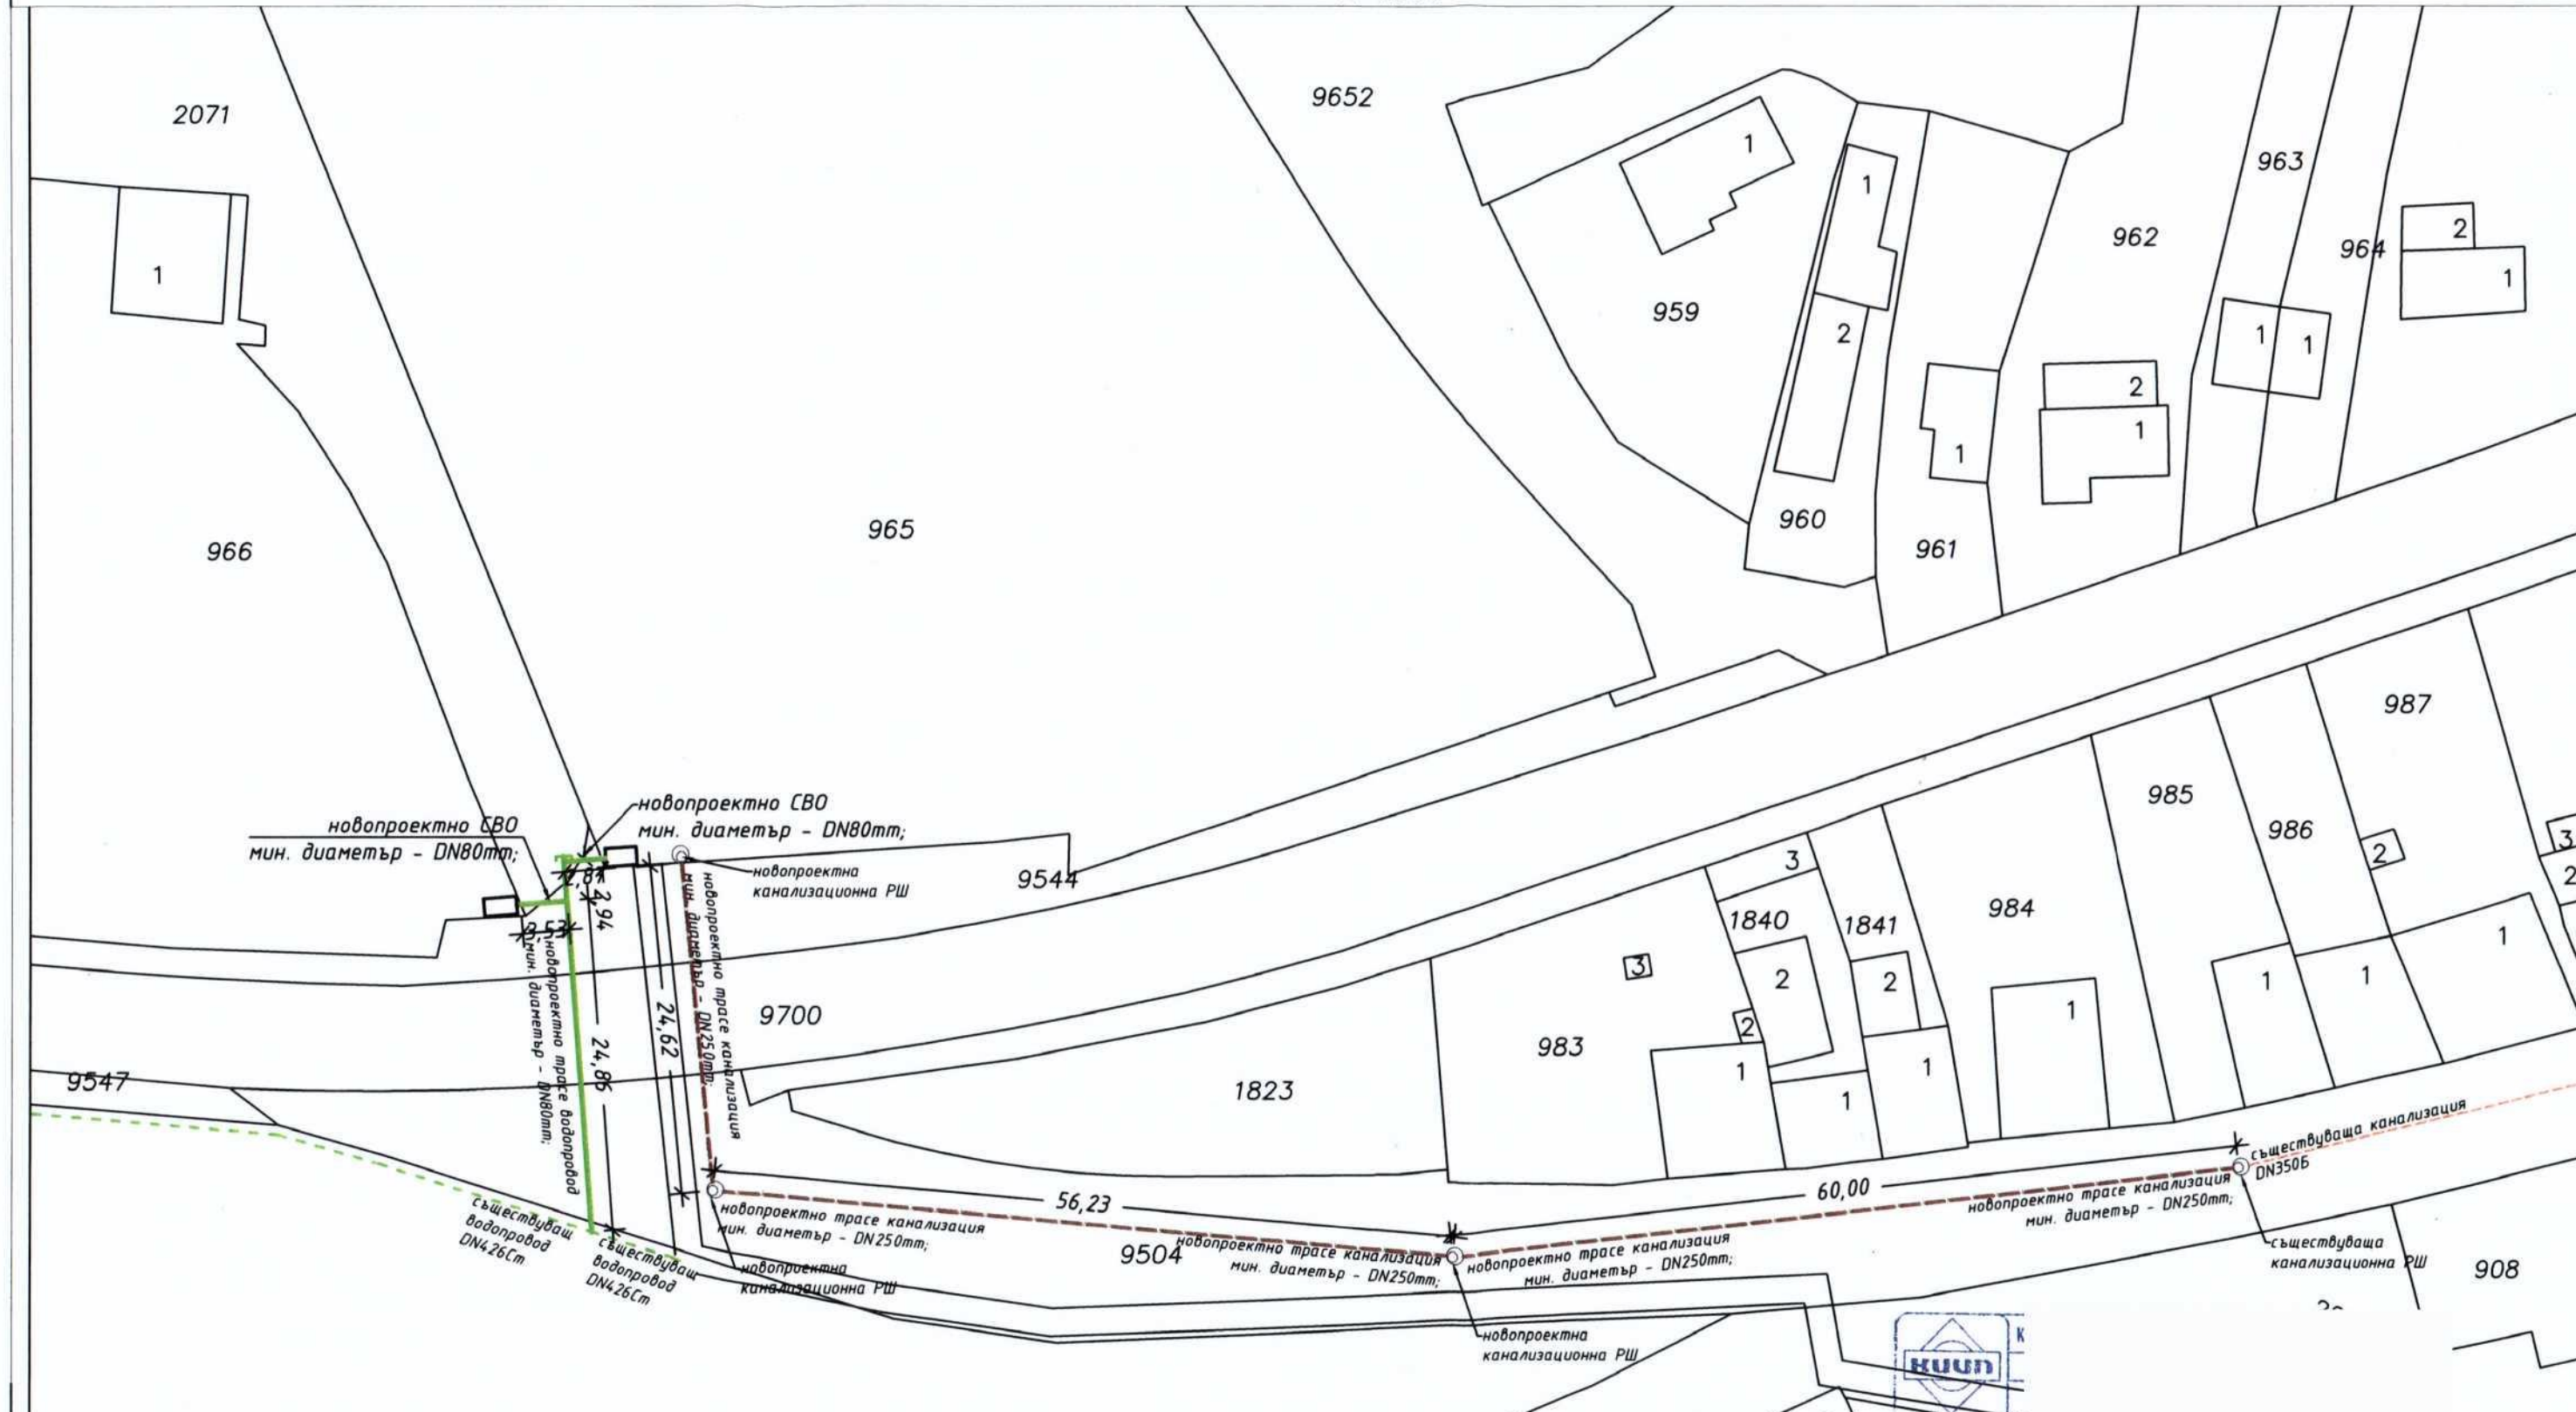 2071
9652
1
1
963
962
2
964
1
1
959
2
1
1
2
1
1
960
961
965
966
987
985
986
новопроектно СВО
мин. диаметър - DN80mm;
новопроектно СВО
мин. диаметър - DN80mm;
2,87
2,94
3,53
новопроектна
канализационна РШ
9544
3
1840
1841
984
2
3
2
1
3
2
2
2
1
1
1
983
1
1
1
новопроектно трасе канализация
мин. диаметър - DN250mm;
новопроектно трасе водопровод
мин. диаметър - DN80mm;
24,62
24,86
9700
9547
1823
съществуваща канализация
DN350Б
56,23
60,00
новопроектно трасе канализация
мин. диаметър - DN250mm;
съществуващ
водопровод
DN426Ст
новопроектно трасе канализация
мин. диаметър - DN250mm;
9504
новопроектно трасе канализация
мин. диаметър - DN250mm;
новопроектно трасе канализация
мин. диаметър - DN250mm;
съществуващ
водопровод
DN426Ст
новопроектна
канализационна РШ
съществуваща
канализационна РШ
908
новопроектна
канализационна РШ
К
КИИП